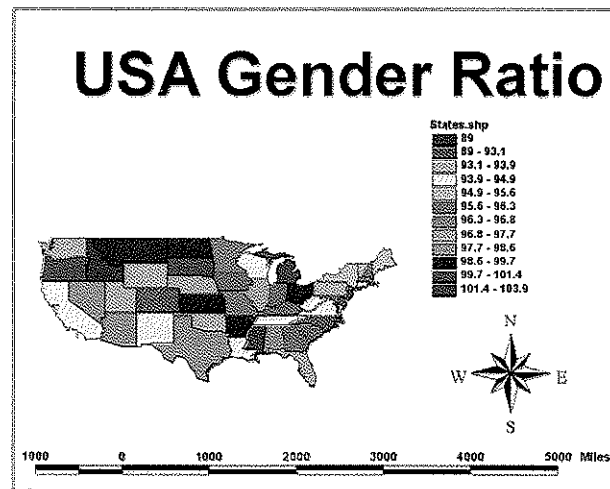 USA Gender Ratio
States.shp
89
89 - 93.1
93.1 - 93.9
93.9 - 94.9
94.9 - 95.6
95.6 - 96.3
96.3 - 96.8
96.8 - 97.7
97.7 - 98.6
98.6 - 99.7
99.7 - 101.4
101.4 - 103.9
N
W E
S
1000 0 1000 2000 3000 4000 5000 Miles